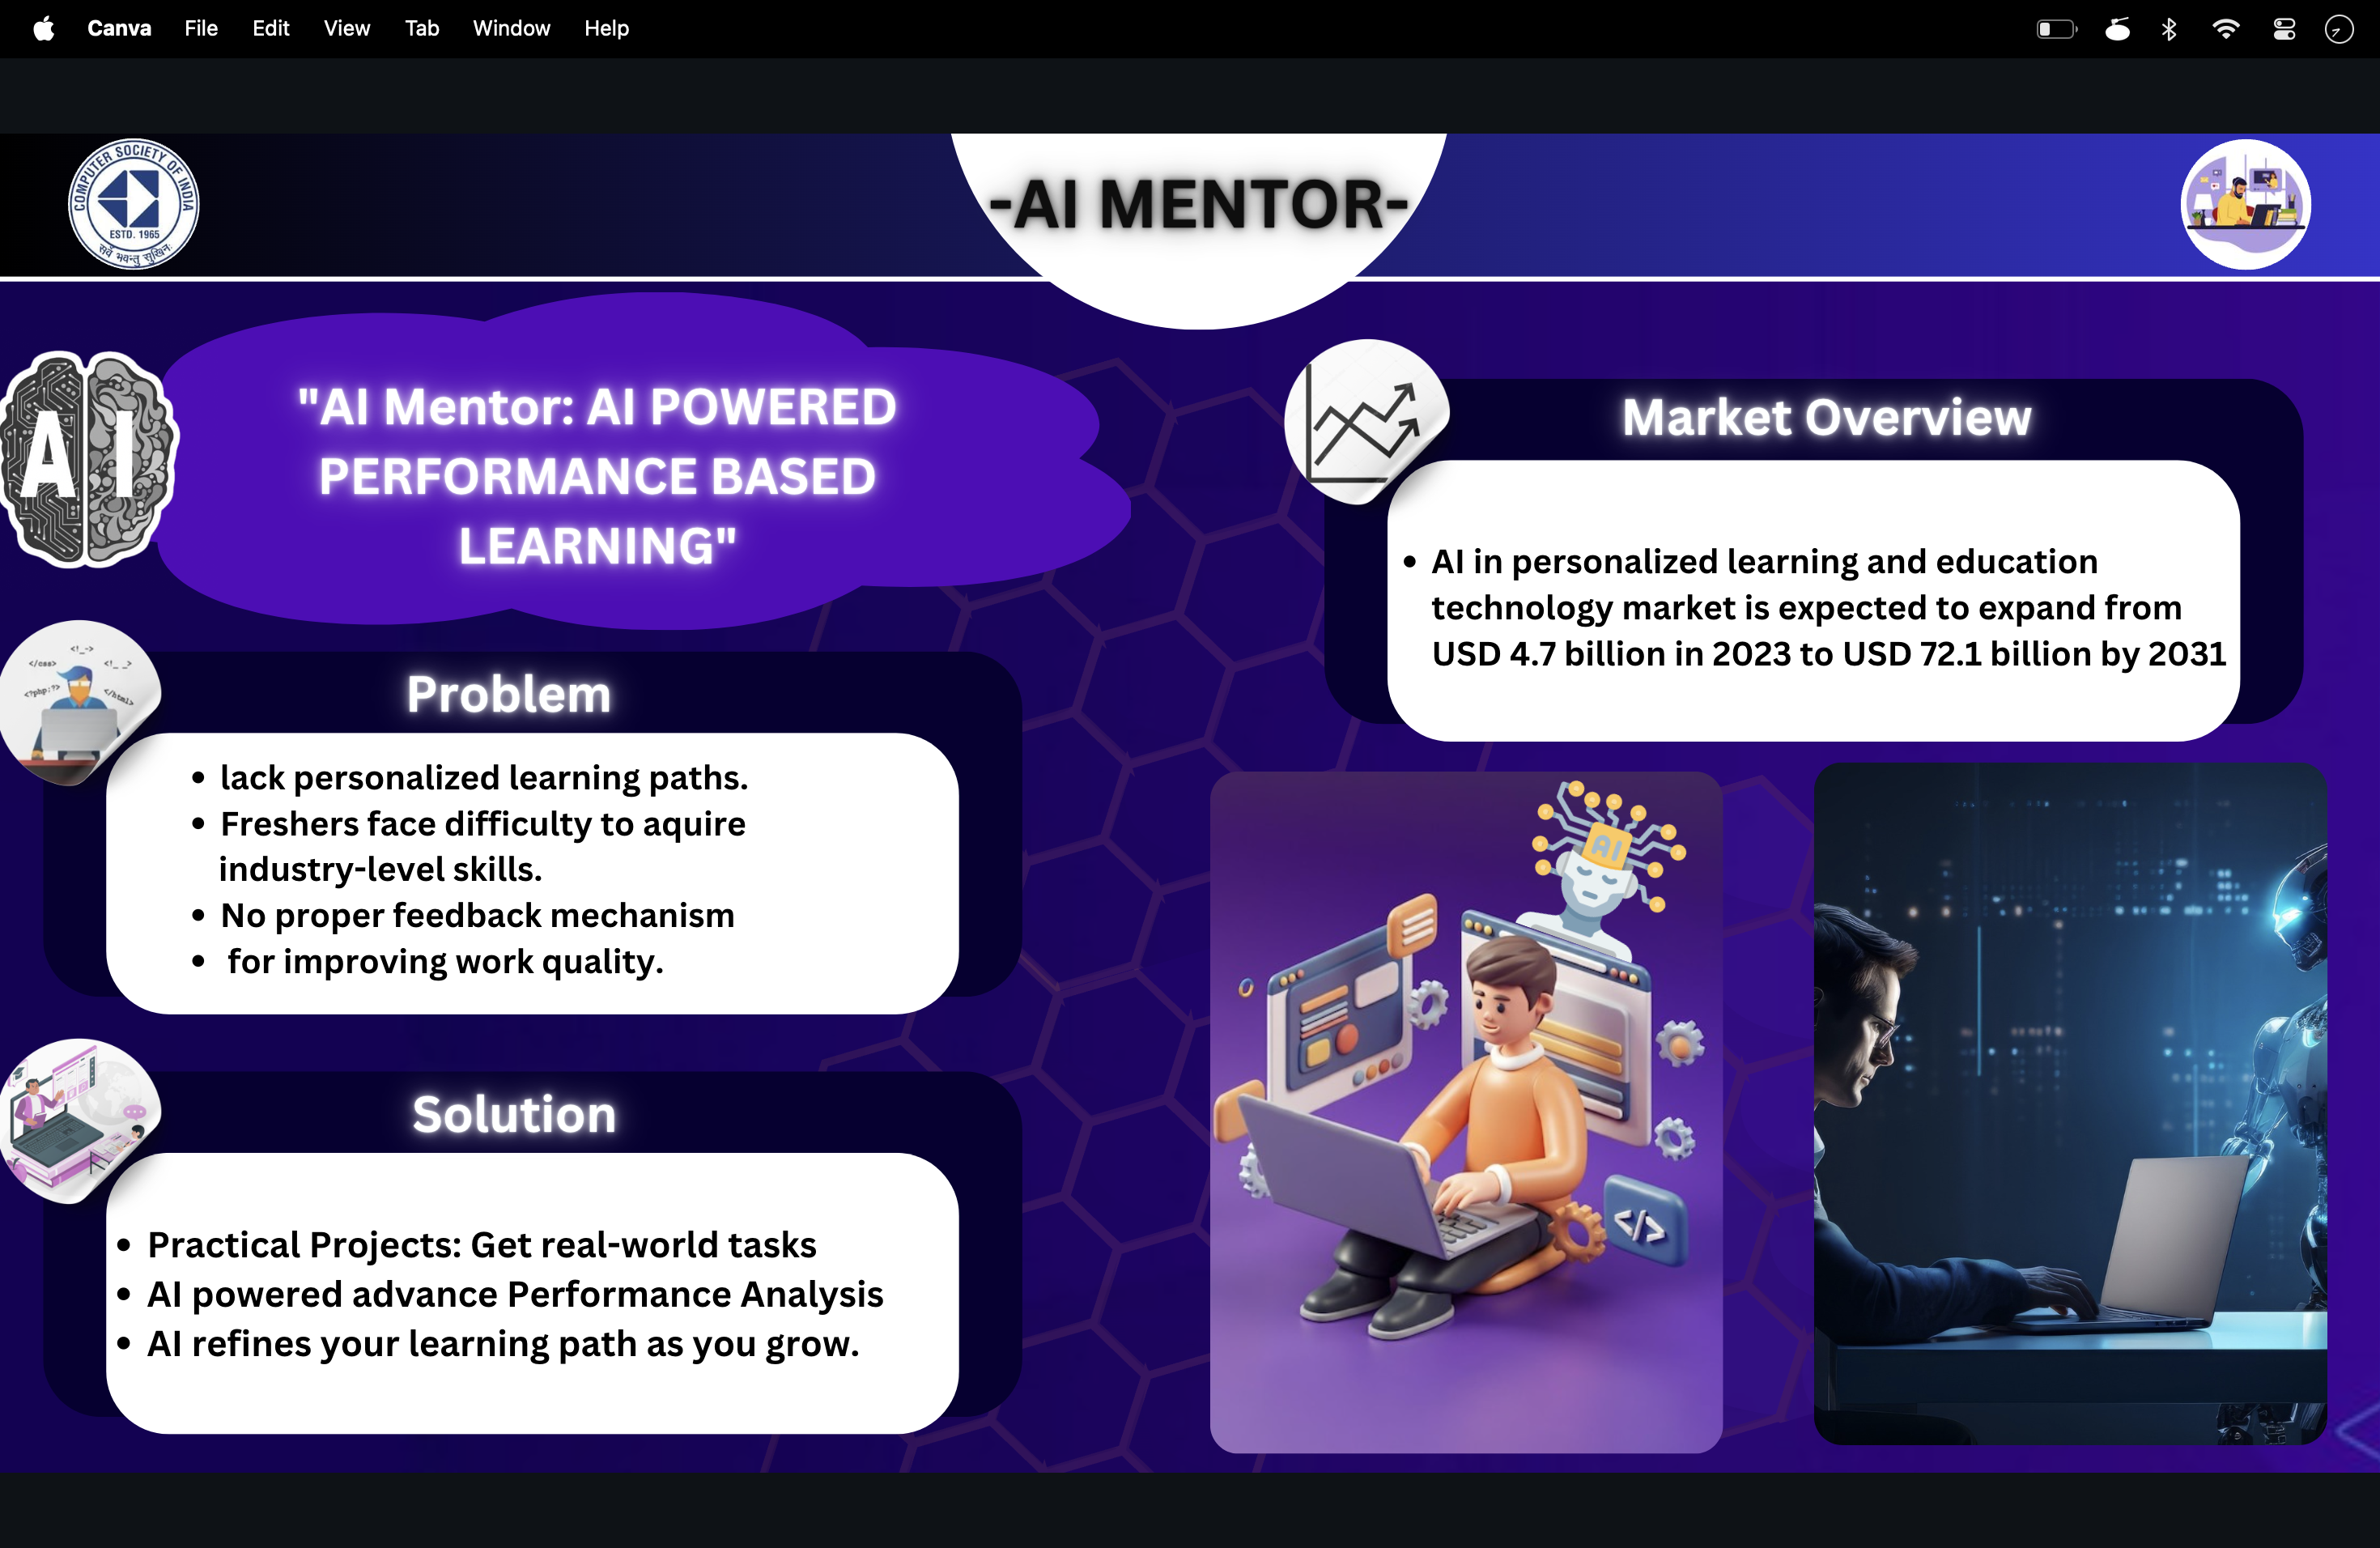 Canva File Edit View Tab Window Help
COMPUTER SOCIETY OF INDIA
ESTD. 1965
सर्वे भवन्तु सुखिनः
-AI MENTOR-
AI
"AI Mentor: AI POWERED
PERFORMANCE BASED
LEARNING"
<!_->
</css>
<!_ _>
<?php;?>
</html>
Problem
• lack personalized learning paths.
• Freshers face difficulty to aquire
industry-level skills.
• No proper feedback mechanism
• for improving work quality.
Solution
• Practical Projects: Get real-world tasks
• AI powered advance Performance Analysis
• AI refines your learning path as you grow.
Market Overview
• AI in personalized learning and education
technology market is expected to expand from
USD 4.7 billion in 2023 to USD 72.1 billion by 2031
AI
</>